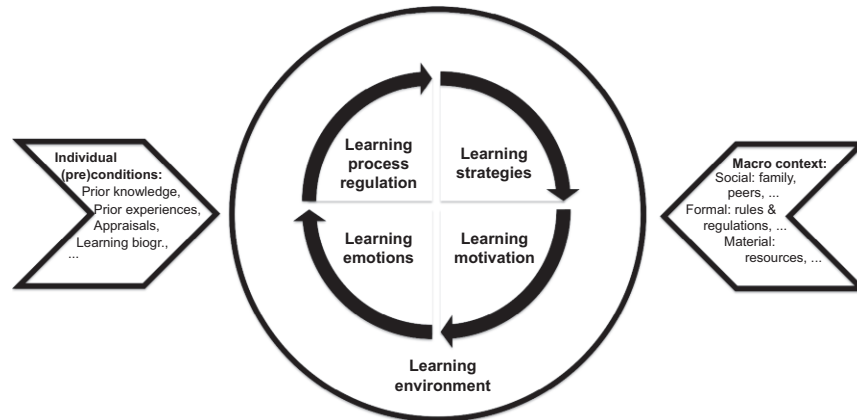 Individual
(pre)conditions:
Prior knowledge,
Prior experiences,
Appraisals,
Learning biogr.,
...
Learning
process
regulation
Learning
strategies
Learning
emotions
Learning
motivation
Learning
environment
Macro context:
Social: family,
peers, ...
Formal: rules &
regulations, ...
Material:
resources, ...